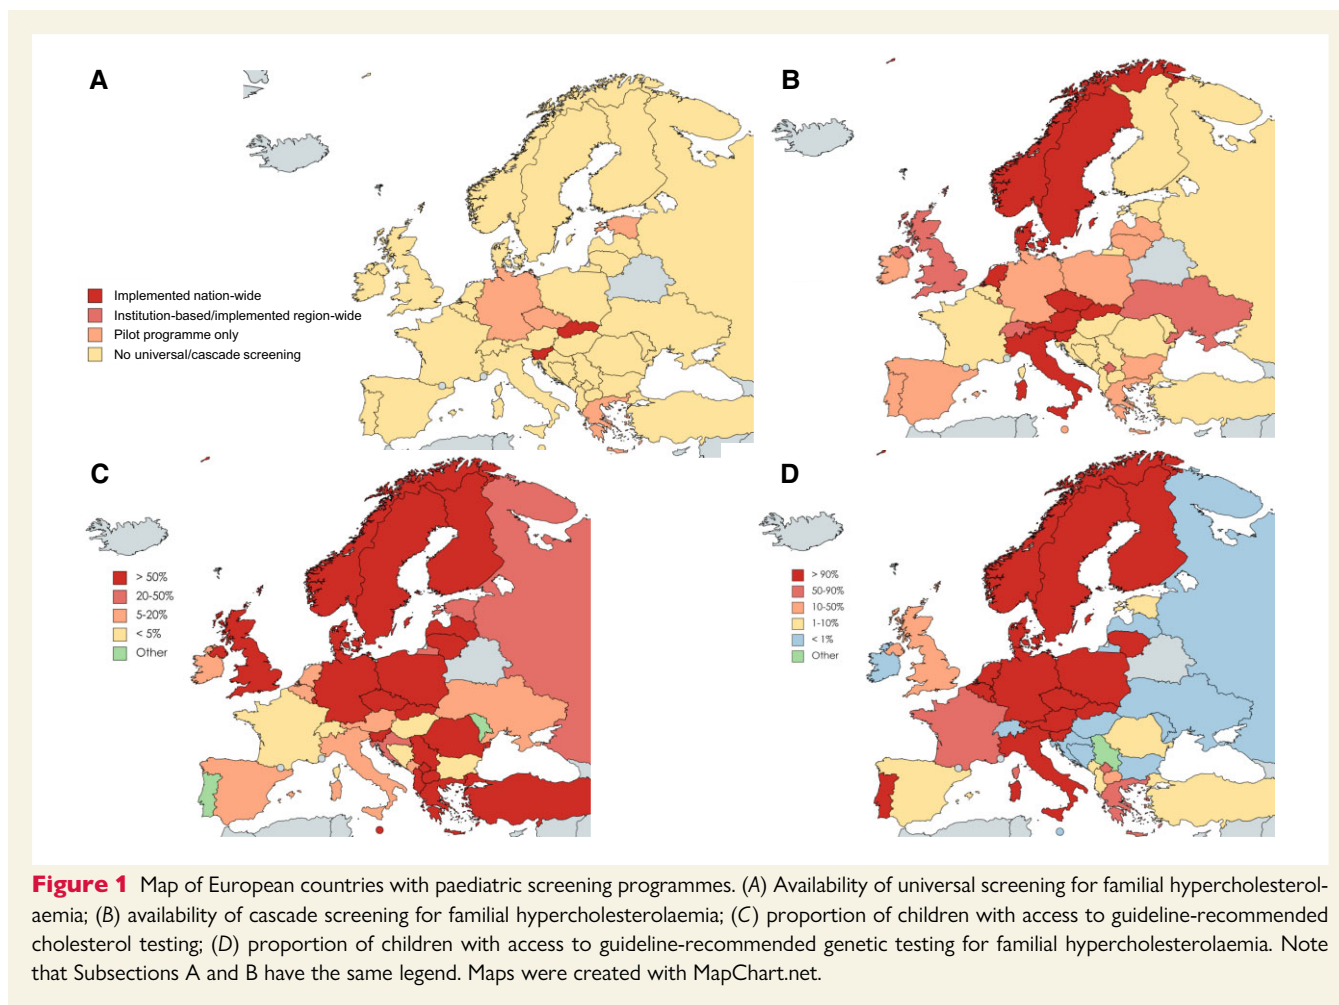 A
B
Implemented nation-wide
Institution-based/implemented region-wide
Pilot programme only
No universal/cascade screening
C
D
> 50%
20-50%
5-20%
< 5%
Other
> 90%
50-90%
10-50%
1-10%
< 1%
Other
Figure 1 Map of European countries with paediatric screening programmes. (A) Availability of universal screening for familial hypercholesterol-
aemia; (B) availability of cascade screening for familial hypercholesterolaemia; (C) proportion of children with access to guideline-recommended
cholesterol testing; (D) proportion of children with access to guideline-recommended genetic testing for familial hypercholesterolaemia. Note
that Subsections A and B have the same legend. Maps were created with MapChart.net.